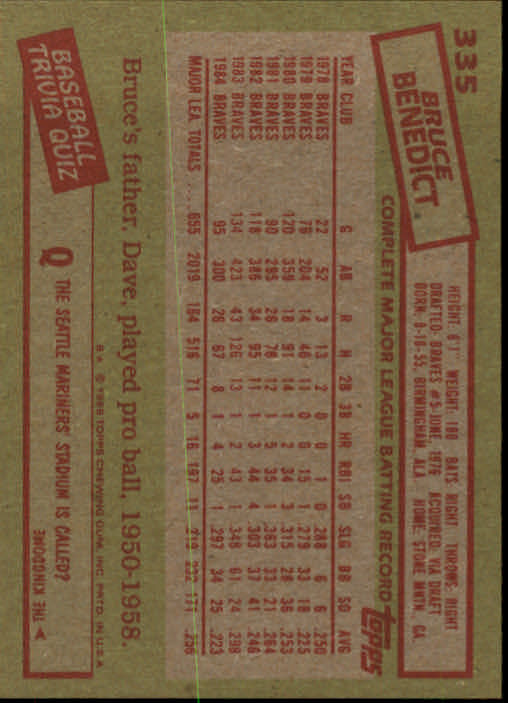 335
BRUCE
BENEDICT
HEIGHT: 6'1" WEIGHT: 190 BATS: RIGHT THROWS: RIGHT
DRAFTED: BRAVES #5-JUNE, 1976 ACQUIRED: VIA DRAFT
BORN: 8-18-55, BIRMINGHAM, ALA. HOME: STONE MNTN, GA.
COMPLETE MAJOR LEAGUE BATTING RECORD topps
YEAR CLUB G AB R H 2B 3B HR RBI SB SLG BB SO AVG
1978 BRAVES 22 52 3 13 2 0 0 1 0 .288 6 6 .250
1979 BRAVES 76 204 14 46 11 0 0 15 1 .279 33 18 .225
1980 BRAVES 120 359 18 91 14 1 2 34 3 .315 28 36 .253
1981 BRAVES 90 295 26 78 12 1 5 35 1 .363 33 21 .264
1982 BRAVES 118 386 34 95 11 1 3 44 4 .303 37 41 .246
1983 BRAVES 134 423 43 126 13 1 2 43 1 .348 61 24 .298
1984 BRAVES 95 300 26 67 8 1 4 25 1 .297 34 25 .223
MAJOR LEA. TOTALS 655 2019 164 516 71 5 16 197 11 232 171 .256
Bruce's father, Dave, played pro ball, 1950-1958.
© TOPPS CHEWING GUM, INC. PRTD. IN U.S.A.
BASEBALL
TRIVIA QUIZ
Q THE SEATTLE MARINERS' STADIUM IS CALLED?
THE KINGDOME